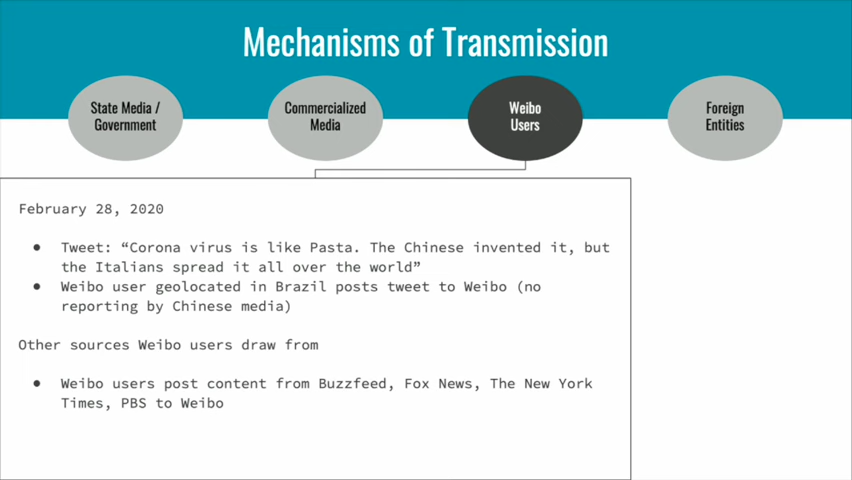 Mechanisms of Transmission
State Media /
Government
Commercialized
Media
Weibo
Users
Foreign
Entities
February 28, 2020
● Tweet: “Corona virus is like Pasta. The Chinese invented it, but
the Italians spread it all over the world”
● Weibo user geolocated in Brazil posts tweet to Weibo (no
reporting by Chinese media)
Other sources Weibo users draw from
● Weibo users post content from Buzzfeed, Fox News, The New York
Times, PBS to Weibo